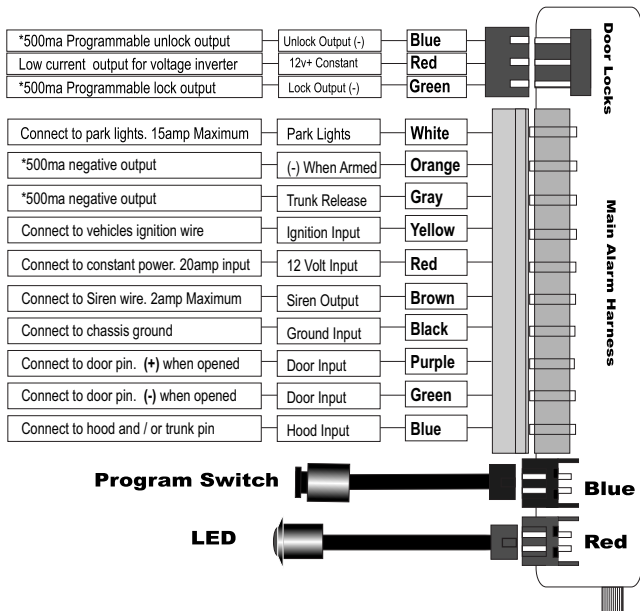 *500ma Programmable unlock output Unlock Output (-) Blue
Low current output for voltage inverter 12v+ Constant Red
*500ma Programmable lock output Lock Output (-) Green
Door Locks
Connect to park lights. 15amp Maximum Park Lights White
*500ma negative output (-) When Armed Orange
*500ma negative output Trunk Release Gray
Connect to vehicles ignition wire Ignition Input Yellow
Connect to constant power. 20amp input 12 Volt Input Red
Connect to Siren wire. 2amp Maximum Siren Output Brown
Connect to chassis ground Ground Input Black
Connect to door pin. (+) when opened Door Input Purple
Connect to door pin. (-) when opened Door Input Green
Connect to hood and / or trunk pin Hood Input Blue
Main Alarm Harness
Program Switch Blue
LED Red